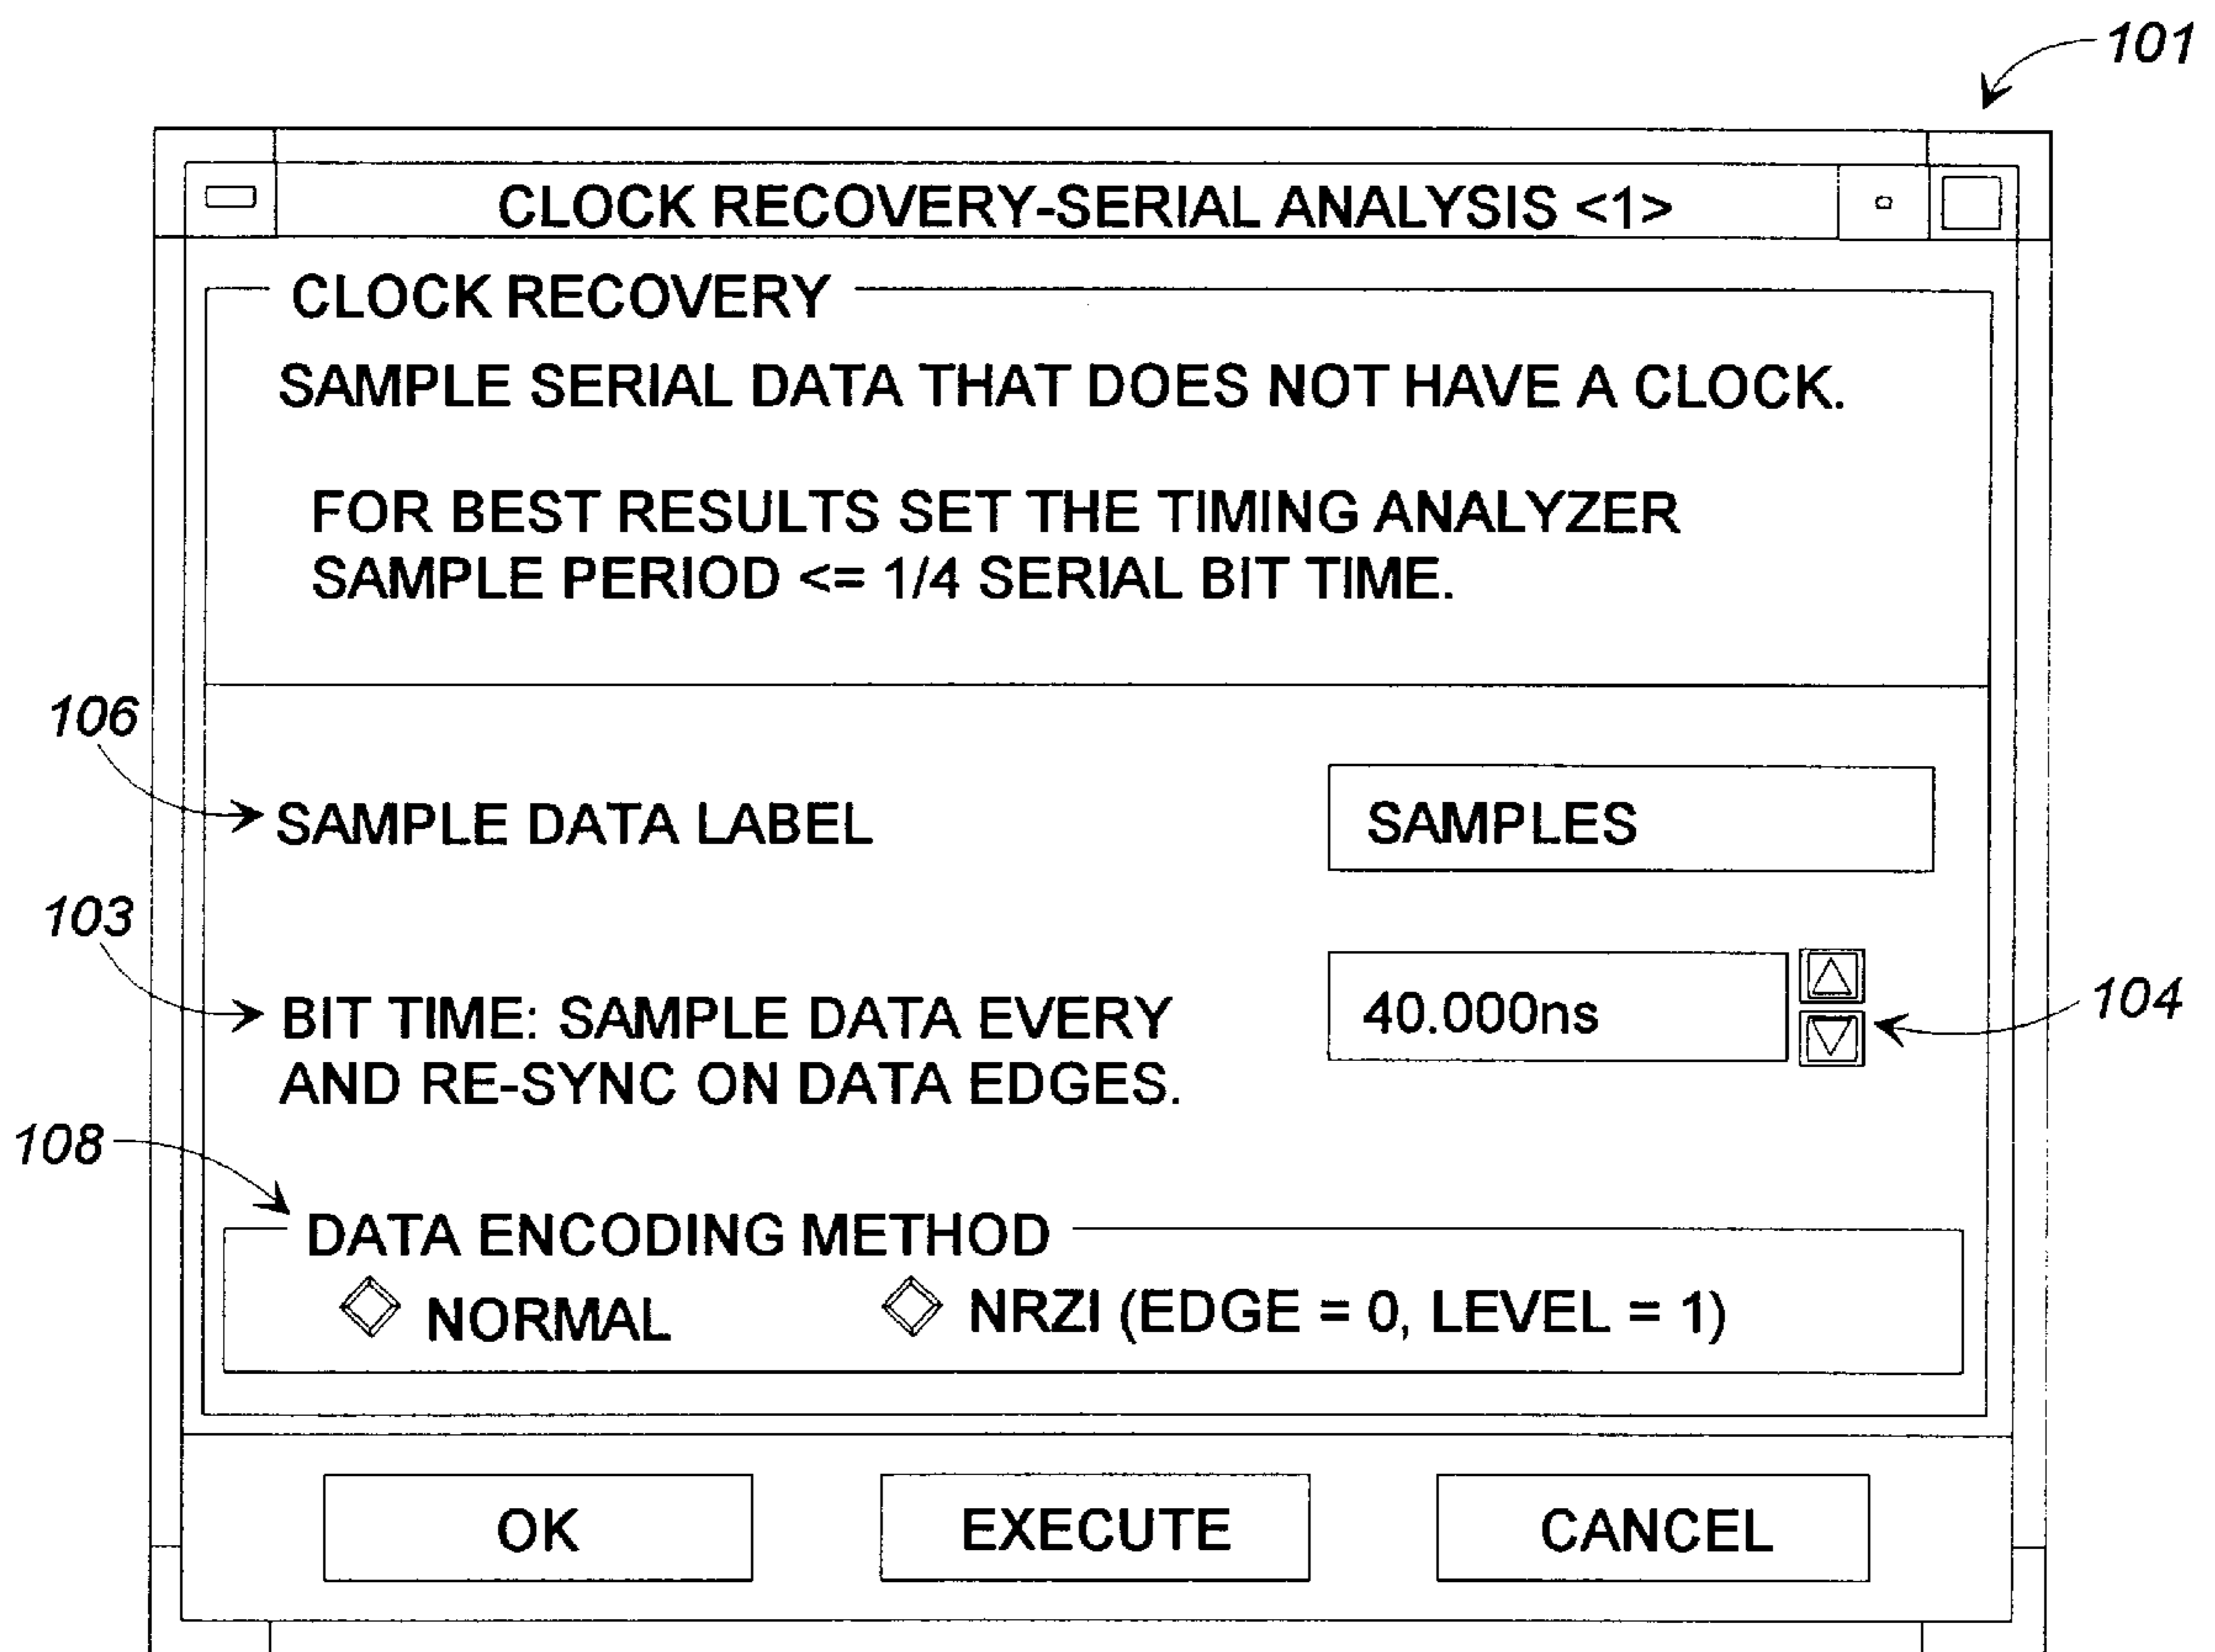 101
CLOCK RECOVERY-SERIAL ANALYSIS <1>
CLOCK RECOVERY
SAMPLE SERIAL DATA THAT DOES NOT HAVE A CLOCK.
FOR BEST RESULTS SET THE TIMING ANALYZER
SAMPLE PERIOD <= 1/4 SERIAL BIT TIME.
106
SAMPLE DATA LABEL
SAMPLES
103
BIT TIME: SAMPLE DATA EVERY
AND RE-SYNC ON DATA EDGES.
40.000ns
104
108
DATA ENCODING METHOD
NORMAL
NRZI (EDGE = 0, LEVEL = 1)
OK
EXECUTE
CANCEL